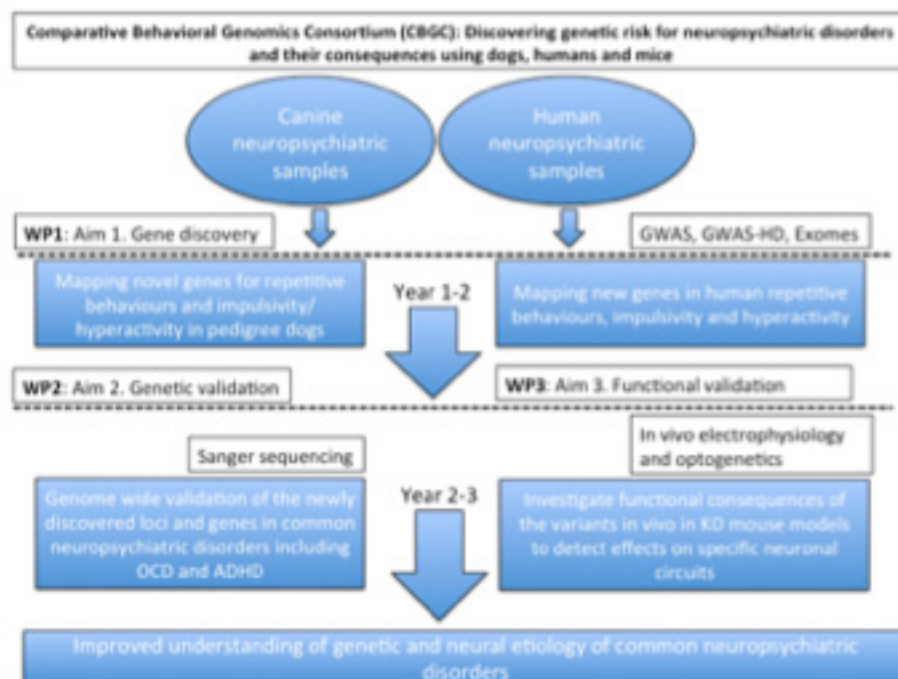 Comparative Behavioral Genomics Consortium (CBGC): Discovering genetic risk for neuropsychiatric disorders
and their consequences using dogs, humans and mice
Canine
neuropsychiatric
samples
Human
neuropsychiatric
samples
WP1: Aim 1. Gene discovery
GWAS, GWAS-HD, Exomes
Mapping novel genes for repetitive
behaviours and impulsivity/
hyperactivity in pedigree dogs
Year 1-2
Mapping new genes in human repetitive
behaviours, impulsivity and hyperactivity
WP2: Aim 2. Genetic validation
WP3: Aim 3. Functional validation
Sanger sequencing
In vivo electrophysiology
and optogenetics
Genome wide validation of the newly
discovered loci and genes in common
neuropsychiatric disorders including
OCD and ADHD
Year 2-3
Investigate functional consequences of
the variants in vivo in KO mouse models
to detect effects on specific neuronal
circuits
Improved understanding of genetic and neural etiology of common neuropsychiatric
disorders